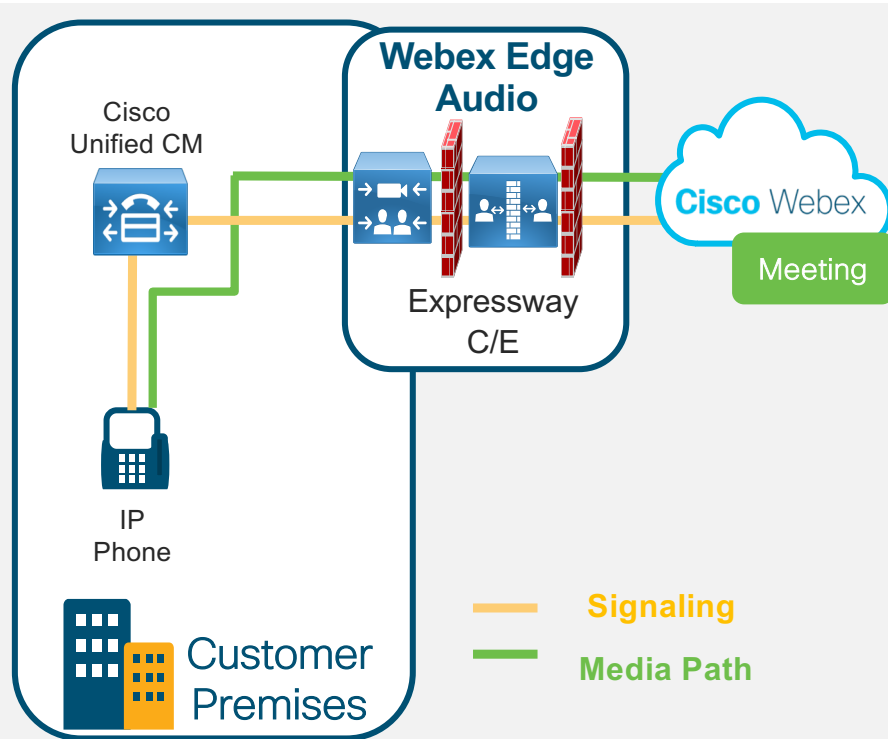 Webex Edge
Audio
Cisco
Unified CM
Cisco Webex
Meeting
Expressway
C/E
IP
Phone
Signaling
Media Path
Customer
Premises